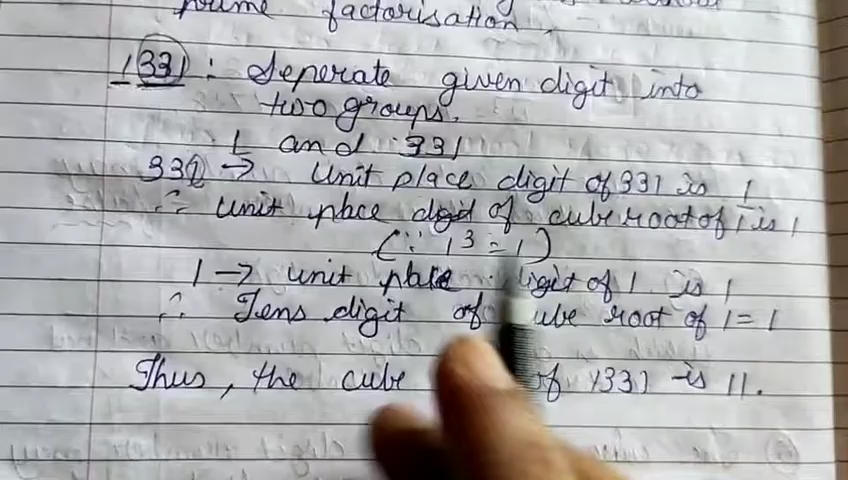 prime factorisation.
1331 : Seperate given digit into
two groups.
1 and 331
331 → Unit place digit of 331 is 1
∴ unit place digit of cube root of 1 is 1
(∵ 1³ = 1)
1 → unit place digit of 1 is 1
∴ Tens digit of cube root of 1 = 1
Thus, the cube of 1331 is 11.